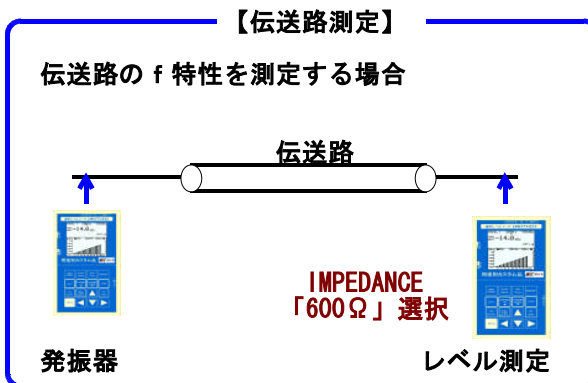 【伝送路測定】
伝送路のf特性を測定する場合
伝送路
IMPEDANCE
「600Ω」選択
発振器
レベル測定